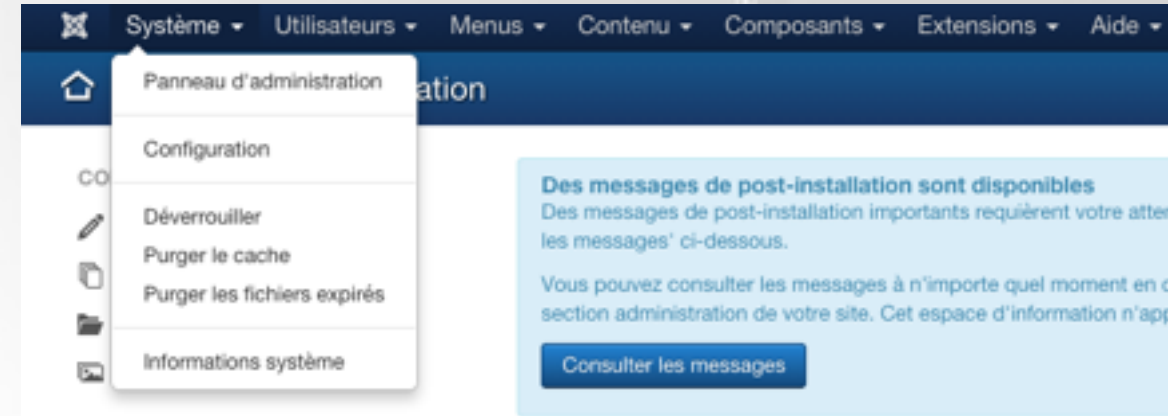 Système Utilisateurs Menus Contenu Composants Extensions Aide
Panneau d'administration
ation
Configuration
CO
Déverrouiller
Purger le cache
Purger les fichiers expirés
Informations système
Des messages de post-installation sont disponibles
Des messages de post-installation importants requièrent votre atten
les messages' ci-dessous.
Vous pouvez consulter les messages à n'importe quel moment en c
section administration de votre site. Cet espace d'information n'app
Consulter les messages